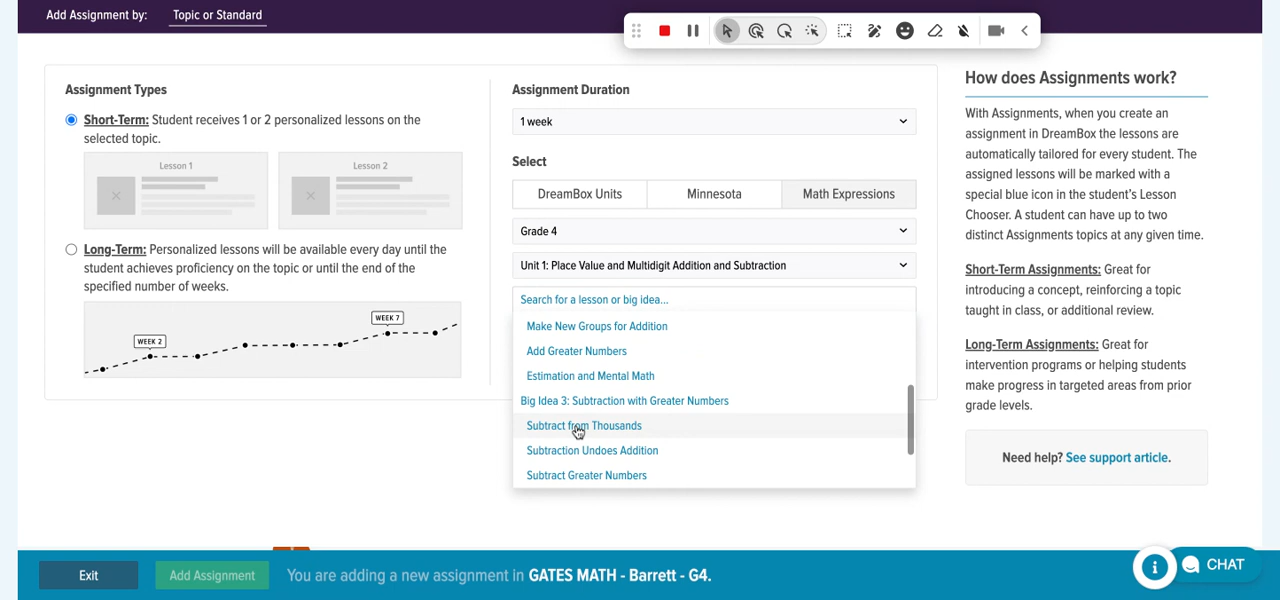 Add Assignment by:
Topic or Standard
Assignment Types
Short-Term: Student receives 1 or 2 personalized lessons on the
selected topic.
Lesson 1
Lesson 2
Long-Term: Personalized lessons will be available every day until the
student achieves proficiency on the topic or until the end of the
specified number of weeks.
WEEK 2
WEEK 7
Assignment Duration
1 week
Select
DreamBox Units
Minnesota
Math Expressions
Grade 4
Unit 1: Place Value and Multidigit Addition and Subtraction
Search for a lesson or big idea...
Make New Groups for Addition
Add Greater Numbers
Estimation and Mental Math
Big Idea 3: Subtraction with Greater Numbers
Subtract from Thousands
Subtraction Undoes Addition
Subtract Greater Numbers
How does Assignments work?
With Assignments, when you create an
assignment in DreamBox the lessons are
automatically tailored for every student. The
assigned lessons will be marked with a
special blue icon in the student's Lesson
Chooser. A student can have up to two
distinct Assignments topics at any given time.
Short-Term Assignments: Great for
introducing a concept, reinforcing a topic
taught in class, or additional review.
Long-Term Assignments: Great for
intervention programs or helping students
make progress in targeted areas from prior
grade levels.
Need help? See support article.
Exit
Add Assignment
You are adding a new assignment in GATES MATH - Barrett - G4.
CHAT